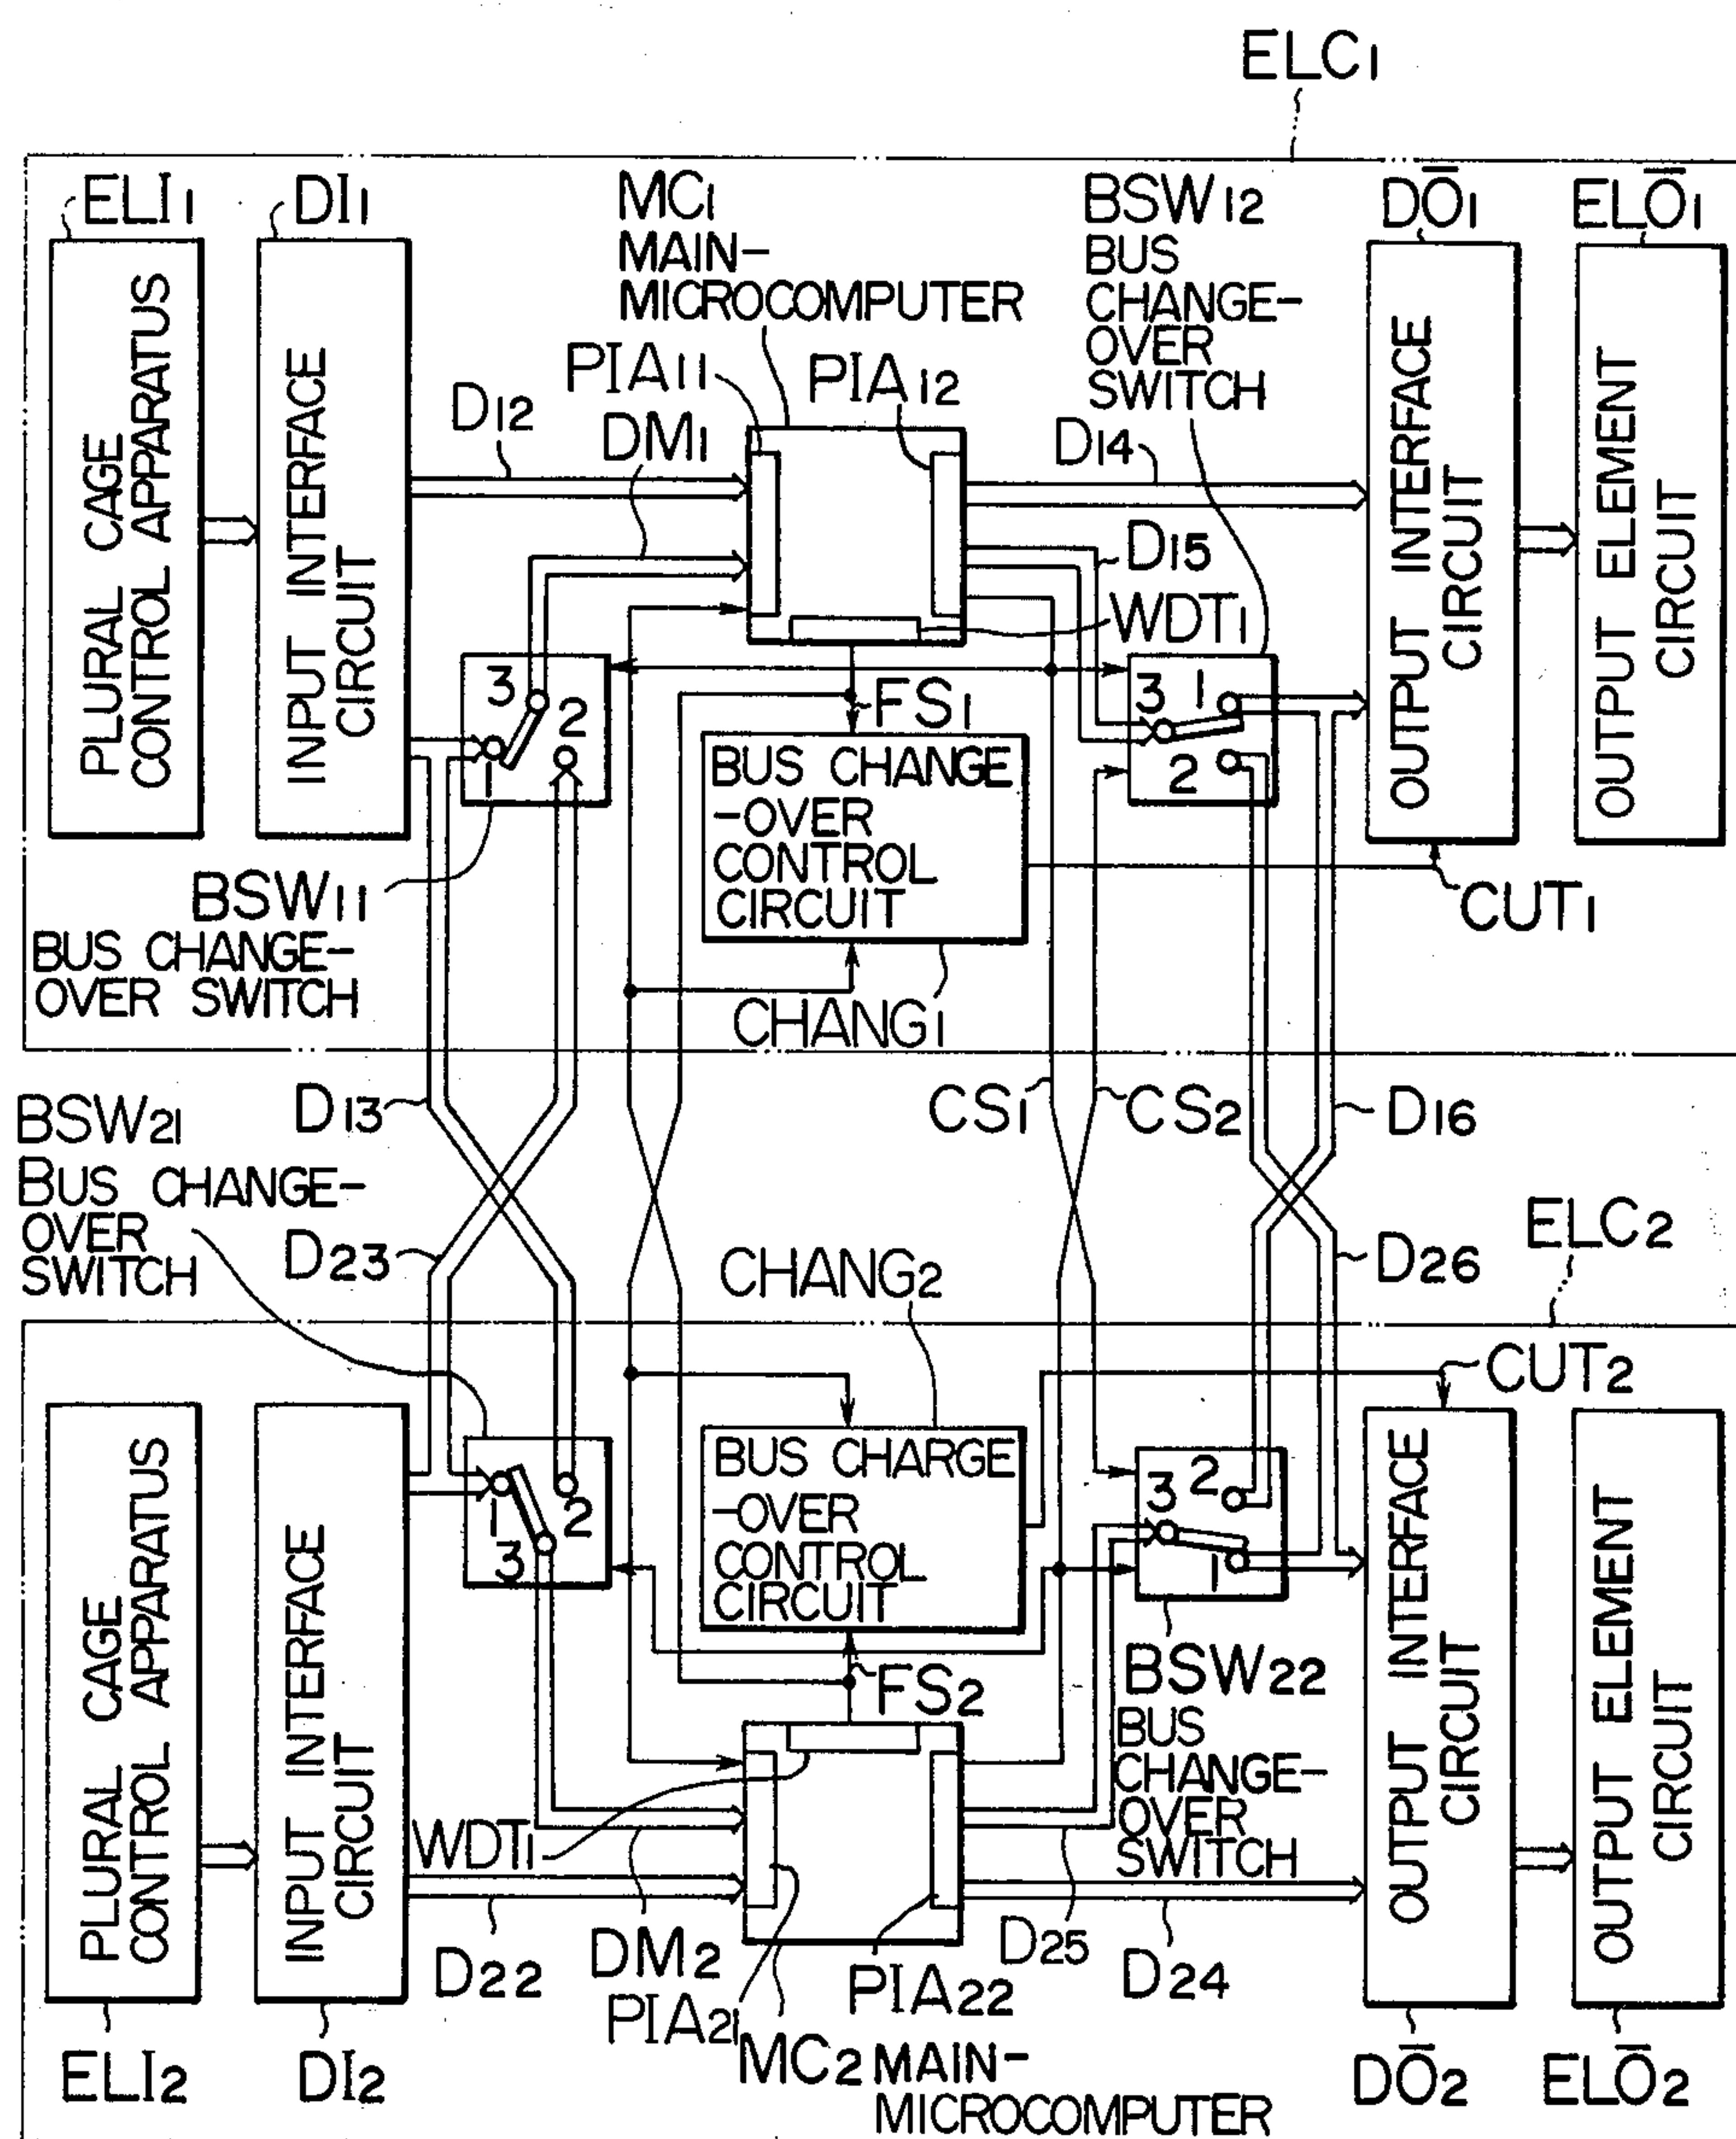 ELC1
ELI1
DI1
MC1
MAIN-
MICROCOMPUTER
BSW12
BUS
CHANGE-
OVER
SWITCH
DŌ1
ELŌ1
PLURAL CAGE
CONTROL APPARATUS
INPUT INTERFACE
CIRCUIT
D12
PIA11
DM1
PIA12
D14
D15
WDT1
OUTPUT INTERFACE
CIRCUIT
OUTPUT ELEMENT
CIRCUIT
3
2
1
FS1
3
1
2
BUS CHANGE
-OVER
CONTROL
CIRCUIT
BSW11
BUS CHANGE-
OVER SWITCH
CUT1
CHANG1
D13
CS1
CS2
D16
BSW21
BUS CHANGE-
OVER
SWITCH
D23
CHANG2
D26
ELC2
CUT2
PLURAL CAGE
CONTROL APPARATUS
INPUT INTERFACE
CIRCUIT
1
2
3
BUS CHARGE
-OVER
CONTROL
CIRCUIT
3
2
1
OUTPUT INTERFACE
CIRCUIT
OUTPUT ELEMENT
CIRCUIT
FS2
BSW22
BUS
CHANGE-
OVER
SWITCH
WDT1
D22
DM2
PIA21
MC2 MAIN-
MICROCOMPUTER
PIA22
D25
D24
ELI2
DI2
DŌ2
ELŌ2